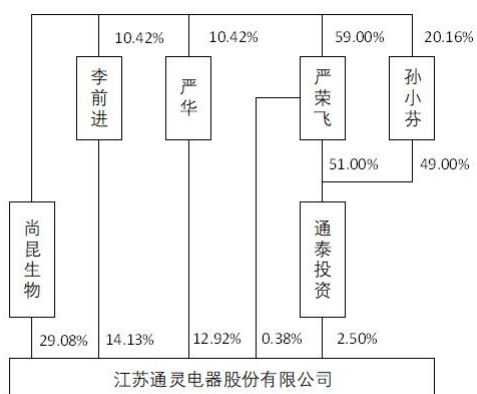 10.42% 10.42% 59.00% 20.16%
李前进
严华
严荣飞
孙小芬
51.00% 49.00%
尚昆生物
通泰投资
29.08% 14.13% 12.92% 0.38% 2.50%
江苏通灵电器股份有限公司